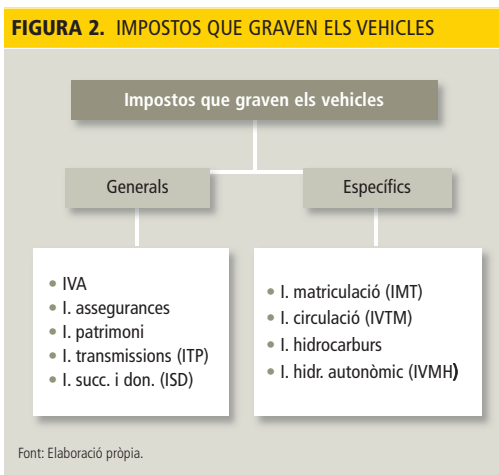 FIGURA 2. IMPOSTOS QUE GRAVEN ELS VEHICLES
Impostos que graven els vehicles
Generals
Específics
• IVA
• I. assegurances
• I. patrimoni
• I. transmissions (ITP)
• I. succ. i don. (ISD)
• I. matriculació (IMT)
• I. circulació (IVTM)
• I. hidrocarburs
• I. hidr. autonòmic (IVMH)
Font: Elaboració pròpia.